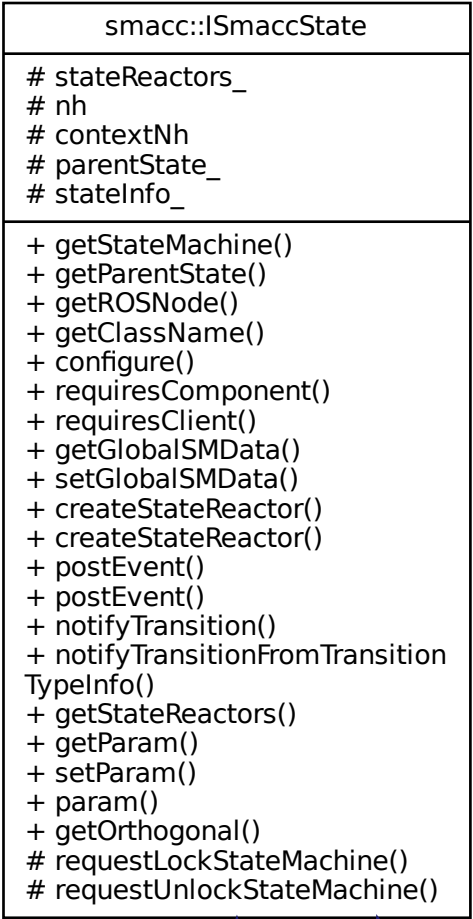 smacc::ISmaccState
# stateReactors_
# nh
# contextNh
# parentState_
# stateInfo_
+ getStateMachine()
+ getParentState()
+ getROSNode()
+ getClassName()
+ configure()
+ requiresComponent()
+ requiresClient()
+ getGlobalSMData()
+ setGlobalSMData()
+ createStateReactor()
+ createStateReactor()
+ postEvent()
+ postEvent()
+ notifyTransition()
+ notifyTransitionFromTransition
TypeInfo()
+ getStateReactors()
+ getParam()
+ setParam()
+ param()
+ getOrthogonal()
# requestLockStateMachine()
# requestUnlockStateMachine()